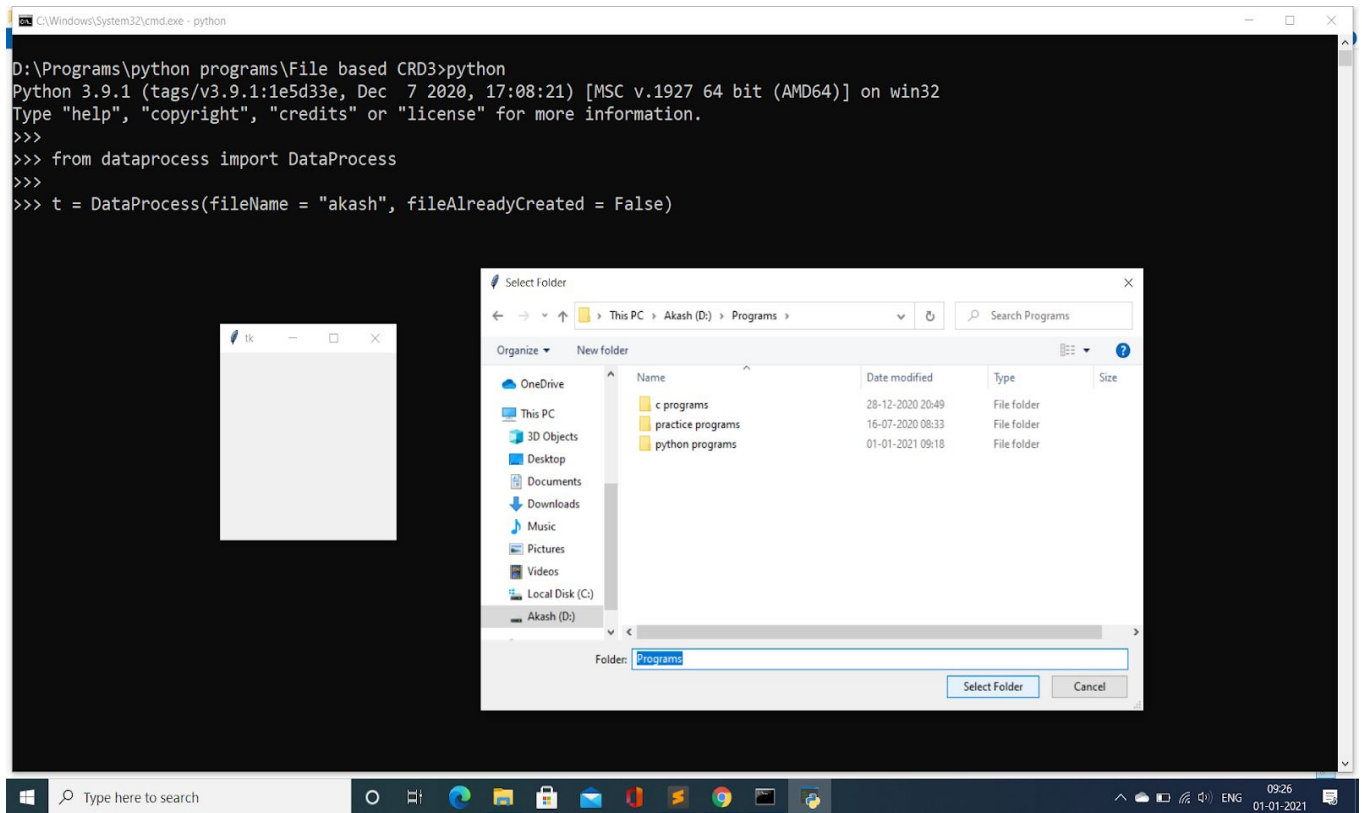 C:\Windows\System32\cmd.exe - python
D:\Programs\python programs\File based CRD3>python
Python 3.9.1 (tags/v3.9.1:1e5d33e, Dec  7 2020, 17:08:21) [MSC v.1927 64 bit (AMD64)] on win32
Type "help", "copyright", "credits" or "license" for more information.
>>>
>>> from dataprocess import DataProcess
>>>
>>> t = DataProcess(fileName = "akash", fileAlreadyCreated = False)
tk
Select Folder
This PC > Akash (D:) > Programs >
Search Programs
Organize
New folder
Name Date modified Type Size
c programs 28-12-2020 20:49 File folder
practice programs 16-07-2020 08:33 File folder
python programs 01-01-2021 09:18 File folder
OneDrive
This PC
3D Objects
Desktop
Documents
Downloads
Music
Pictures
Videos
Local Disk (C:)
Akash (D:)
Folder: Programs
Select Folder
Cancel
Type here to search
ENG
09:26
01-01-2021